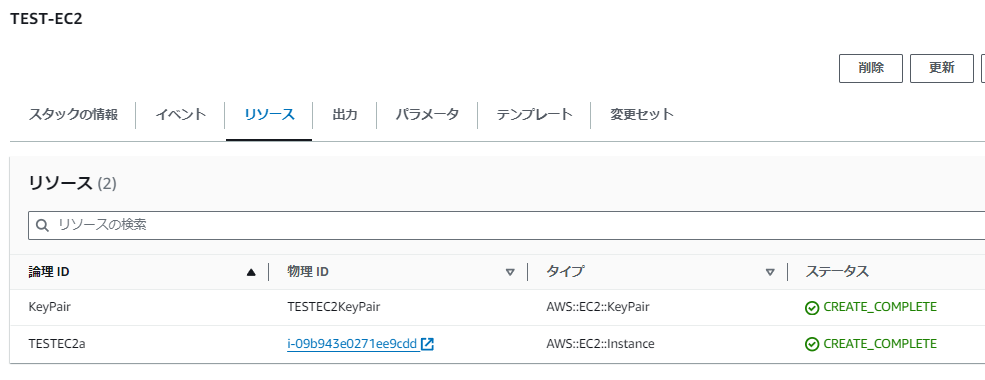 TEST-EC2
削除 更新
スタックの情報 イベント リソース 出力 パラメータ テンプレート 変更セット
リソース (2)
リソースの検索
論理 ID 物理 ID タイプ ステータス
KeyPair TESTEC2KeyPair AWS::EC2::KeyPair CREATE_COMPLETE
TESTEC2a i-09b943e0271ee9cdd AWS::EC2::Instance CREATE_COMPLETE